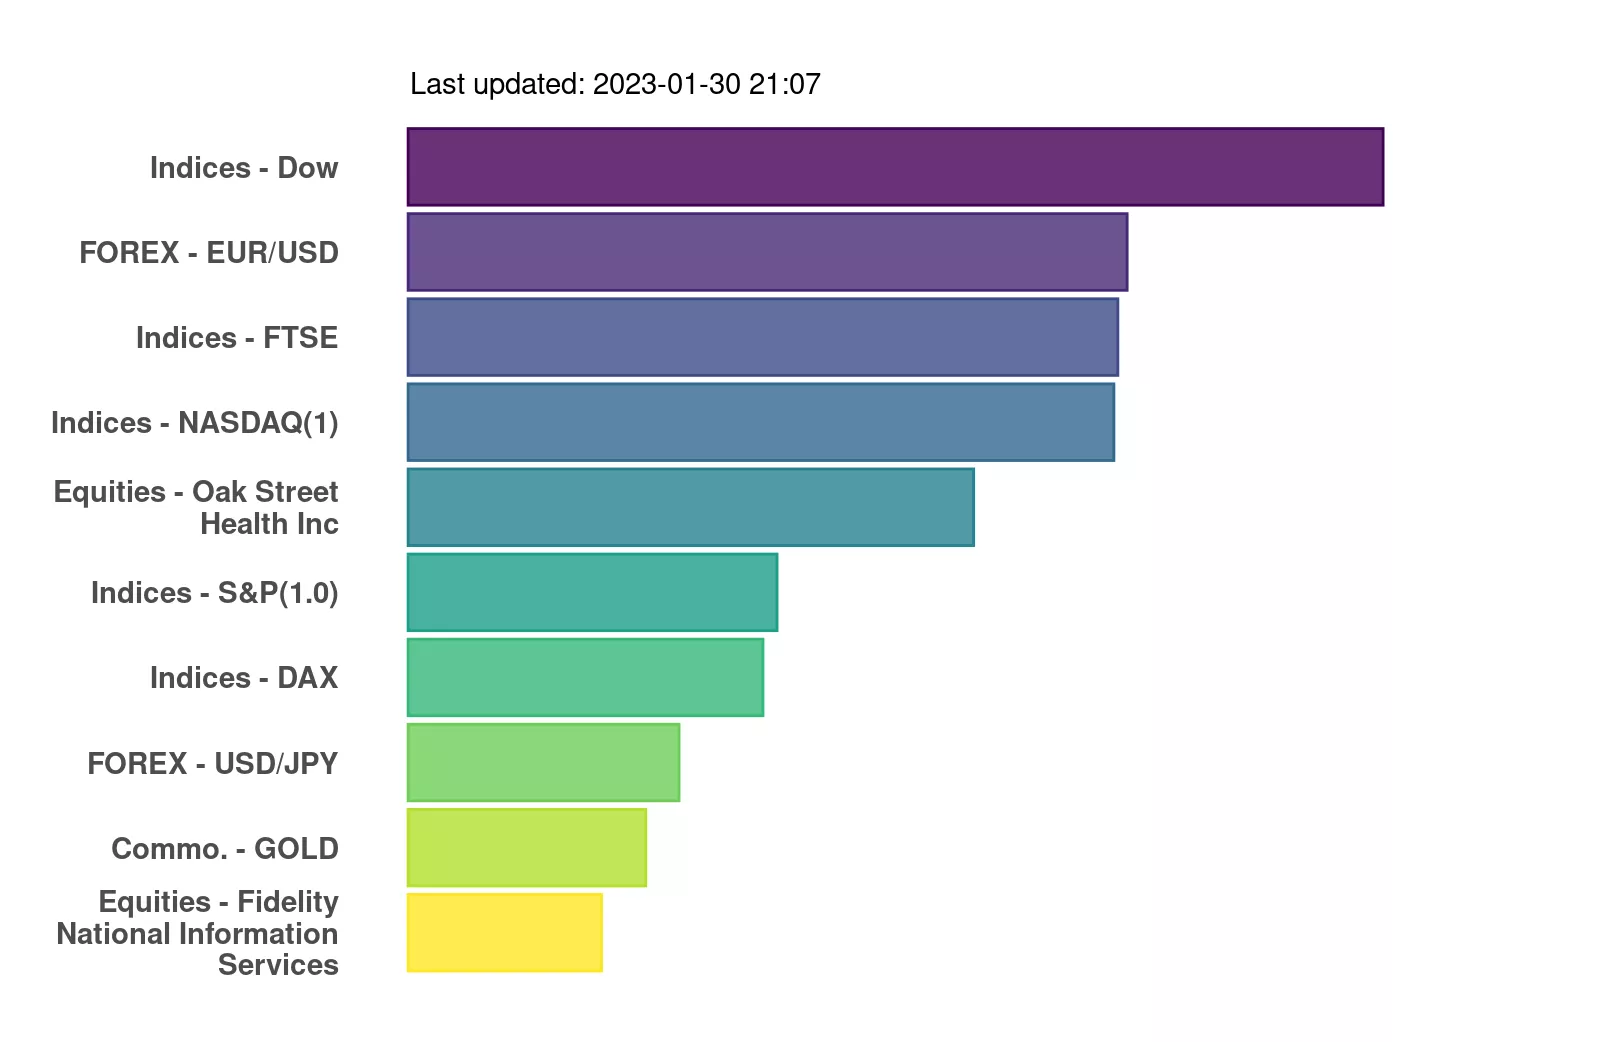 Last updated: 2023-01-30 21:07
Indices - Dow
FOREX - EUR/USD
Indices - FTSE
Indices - NASDAQ(1)
Equities - Oak Street
Health Inc
Indices - S&P(1.0)
Indices - DAX
FOREX - USD/JPY
Commo. - GOLD
Equities - Fidelity
National Information
Services